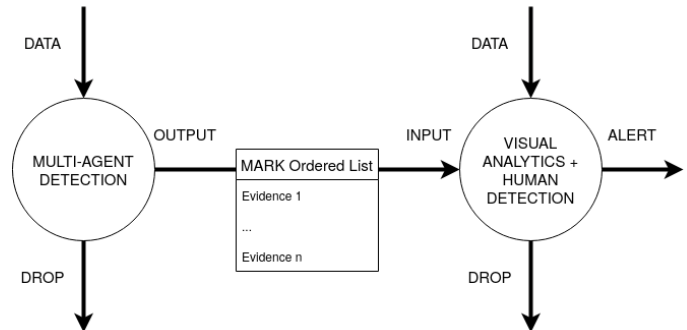 DATA
MULTI-AGENT
DETECTION
DROP
OUTPUT
MARK Ordered List
Evidence 1
...
Evidence n
INPUT
DATA
VISUAL
ANALYTICS +
HUMAN
DETECTION
DROP
ALERT